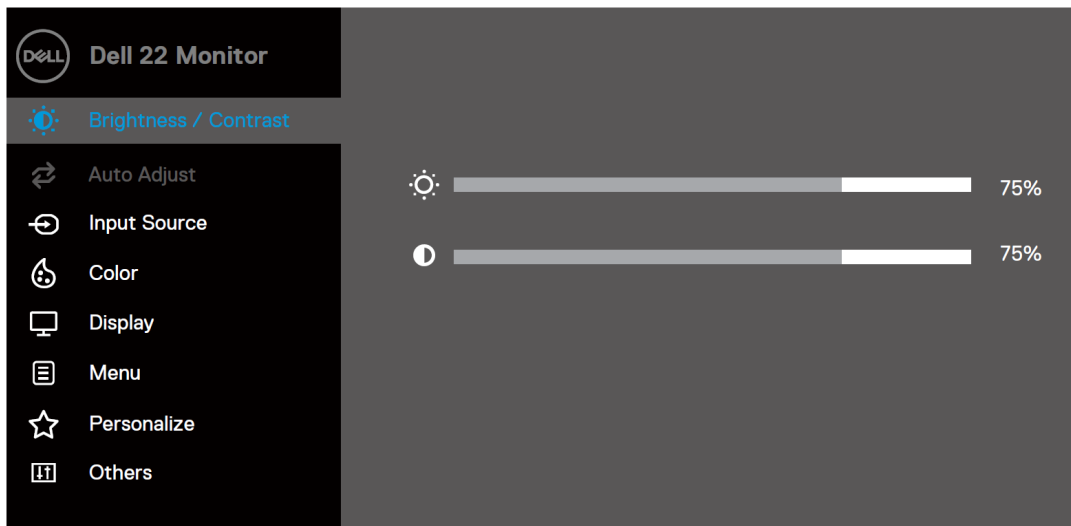 DELL Dell 22 Monitor
Brightness / Contrast
Auto Adjust
75%
Input Source
75%
Color
Display
Menu
Personalize
Others